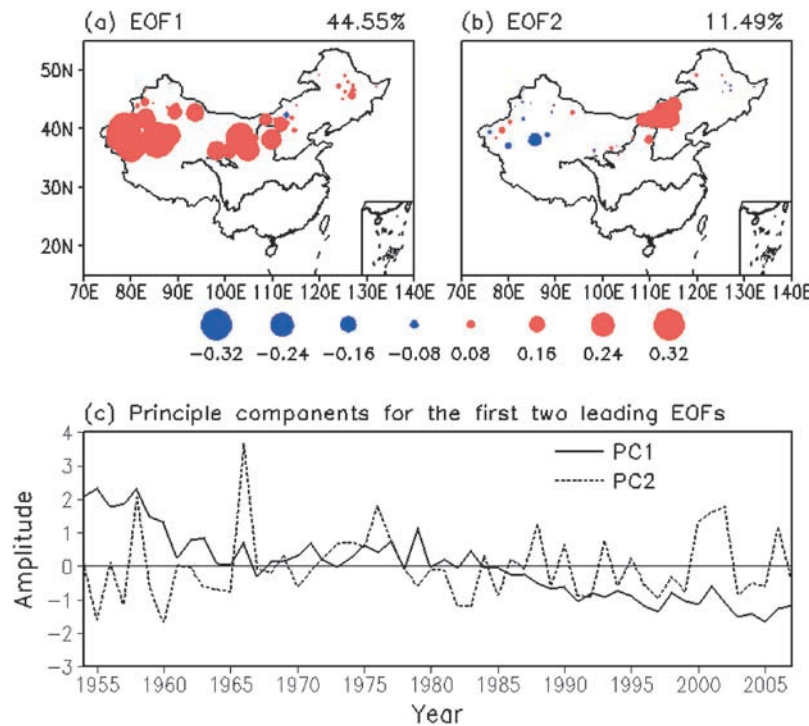 (a) EOF1 44.55% (b) EOF2 11.49%
50N
40N
30N
20N
70E 80E 90E 100E 110E 120E 130E 140E 70E 80E 90E 100E 110E 120E 130E 140E
−0.32 −0.24 −0.16 −0.08 0.08 0.16 0.24 0.32
(c) Principle components for the first two leading EOFs
4
3
2
1
0
−1
−2
−3
Amplitude
PC1
PC2
1955 1960 1965 1970 1975 1980 1985 1990 1995 2000 2005
Year